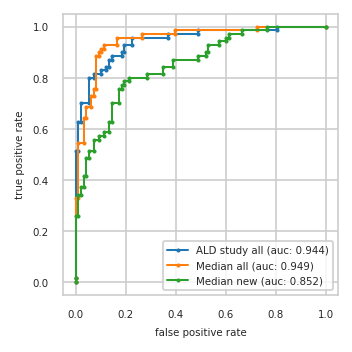 1.0
0.8
0.6
0.4
0.2
0.0
true positive rate
ALD study all (auc: 0.944)
Median all (auc: 0.949)
Median new (auc: 0.852)
0.0 0.2 0.4 0.6 0.8 1.0
false positive rate